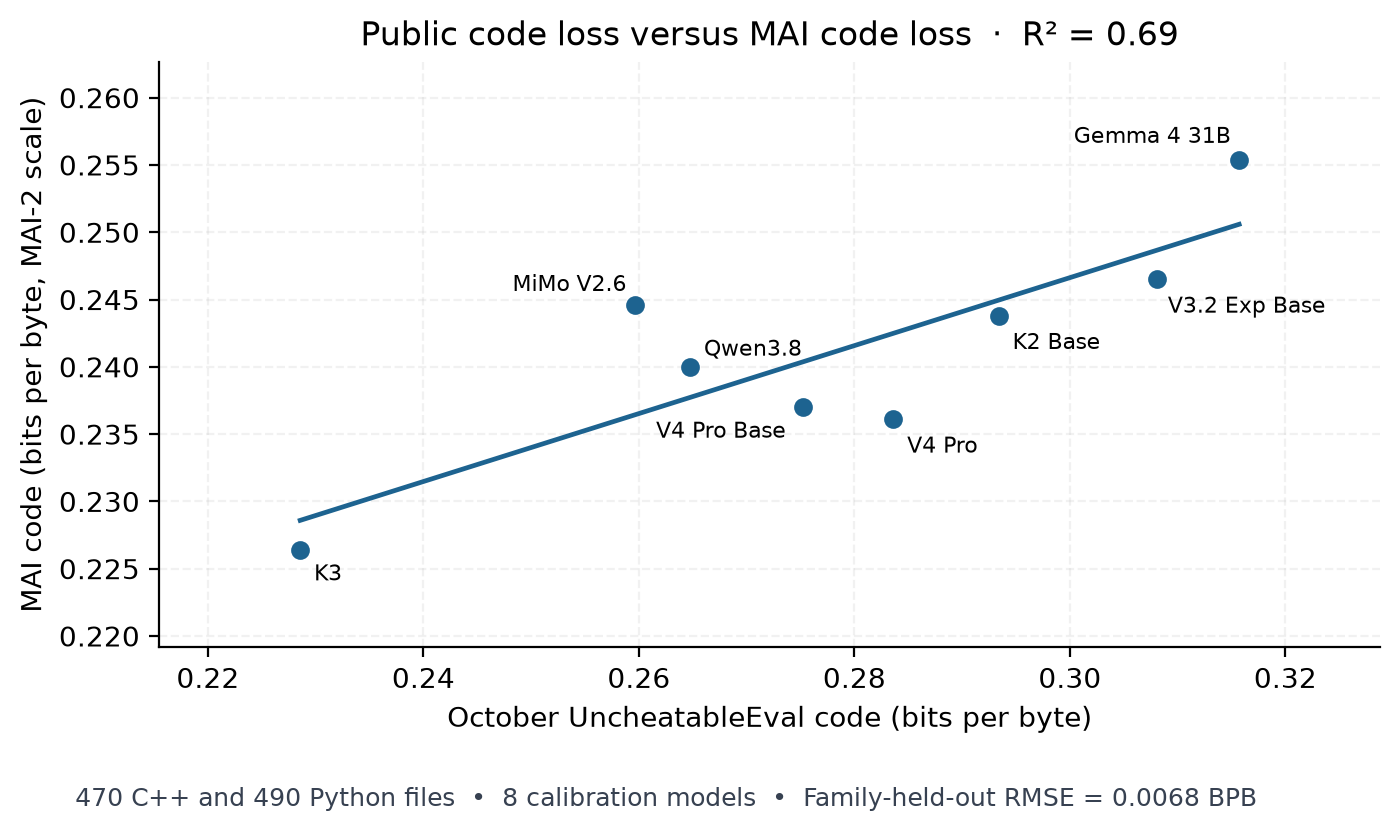 Public code loss versus MAI code loss · R² = 0.69
MAI code (bits per byte, MAI-2 scale)
0.260
0.255
0.250
0.245
0.240
0.235
0.230
0.225
0.220
Gemma 4 31B
MiMo V2.6
V3.2 Exp Base
K2 Base
Qwen3.8
V4 Pro Base
V4 Pro
K3
0.22 0.24 0.26 0.28 0.30 0.32
October UncheatableEval code (bits per byte)
470 C++ and 490 Python files • 8 calibration models • Family-held-out RMSE = 0.0068 BPB